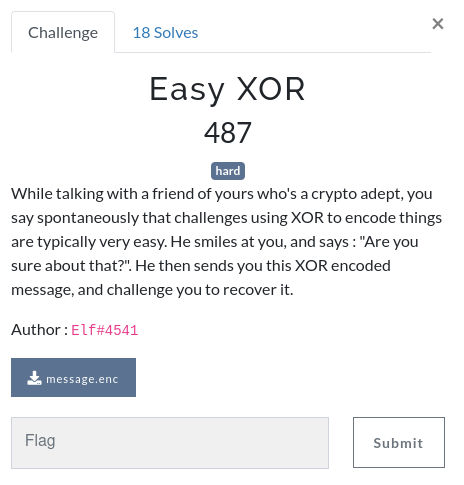 Challenge
18 Solves
×
Easy XOR
487
hard
While talking with a friend of yours who's a crypto adept, you
say spontaneously that challenges using XOR to encode things
are typically very easy. He smiles at you, and says : "Are you
sure about that?". He then sends you this XOR encoded
message, and challenge you to recover it.
Author : Elf#4541
message.enc
Flag
Submit